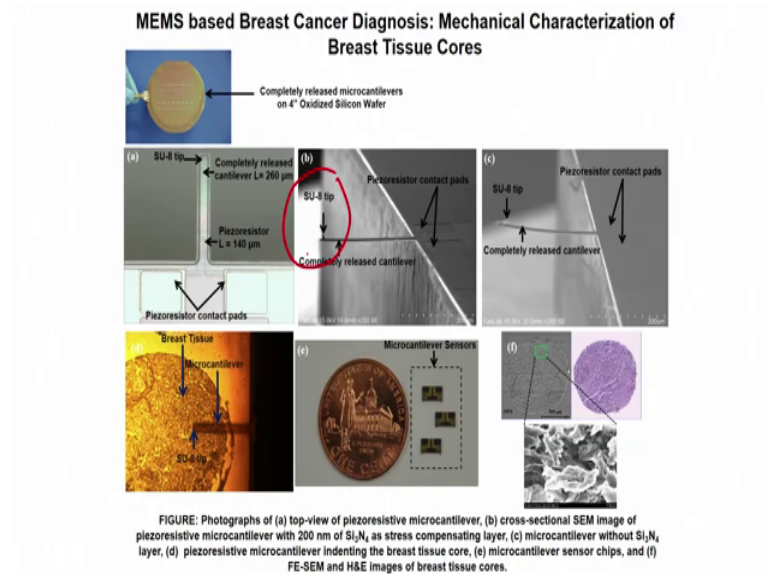 MEMS based Breast Cancer Diagnosis: Mechanical Characterization of
Breast Tissue Cores
Completely released microcantilevers
on 4" Oxidized Silicon Wafer
(a)
SU-8 tip
Completely released
cantilever L= 260 µm
Piezoresistor
L = 140 µm
Piezoresistor contact pads
(b)
SU-8 tip
Piezoresistor contact pads
Completely released cantilever
(c)
SU-8 tip
Piezoresistor contact pads
Completely released cantilever
200um
(d)
Breast Tissue
Microcantilever
SU-8 tip
(e)
Microcantilever Sensors
ONE CENT
(f)
FIGURE: Photographs of (a) top-view of piezoresistive microcantilever, (b) cross-sectional SEM image of
piezoresistive microcantilever with 200 nm of Si₃N₄ as stress compensating layer, (c) microcantilever without Si₃N₄
layer, (d) piezoresistive microcantilever indenting the breast tissue core, (e) microcantilever sensor chips, and (f)
FE-SEM and H&E images of breast tissue cores.